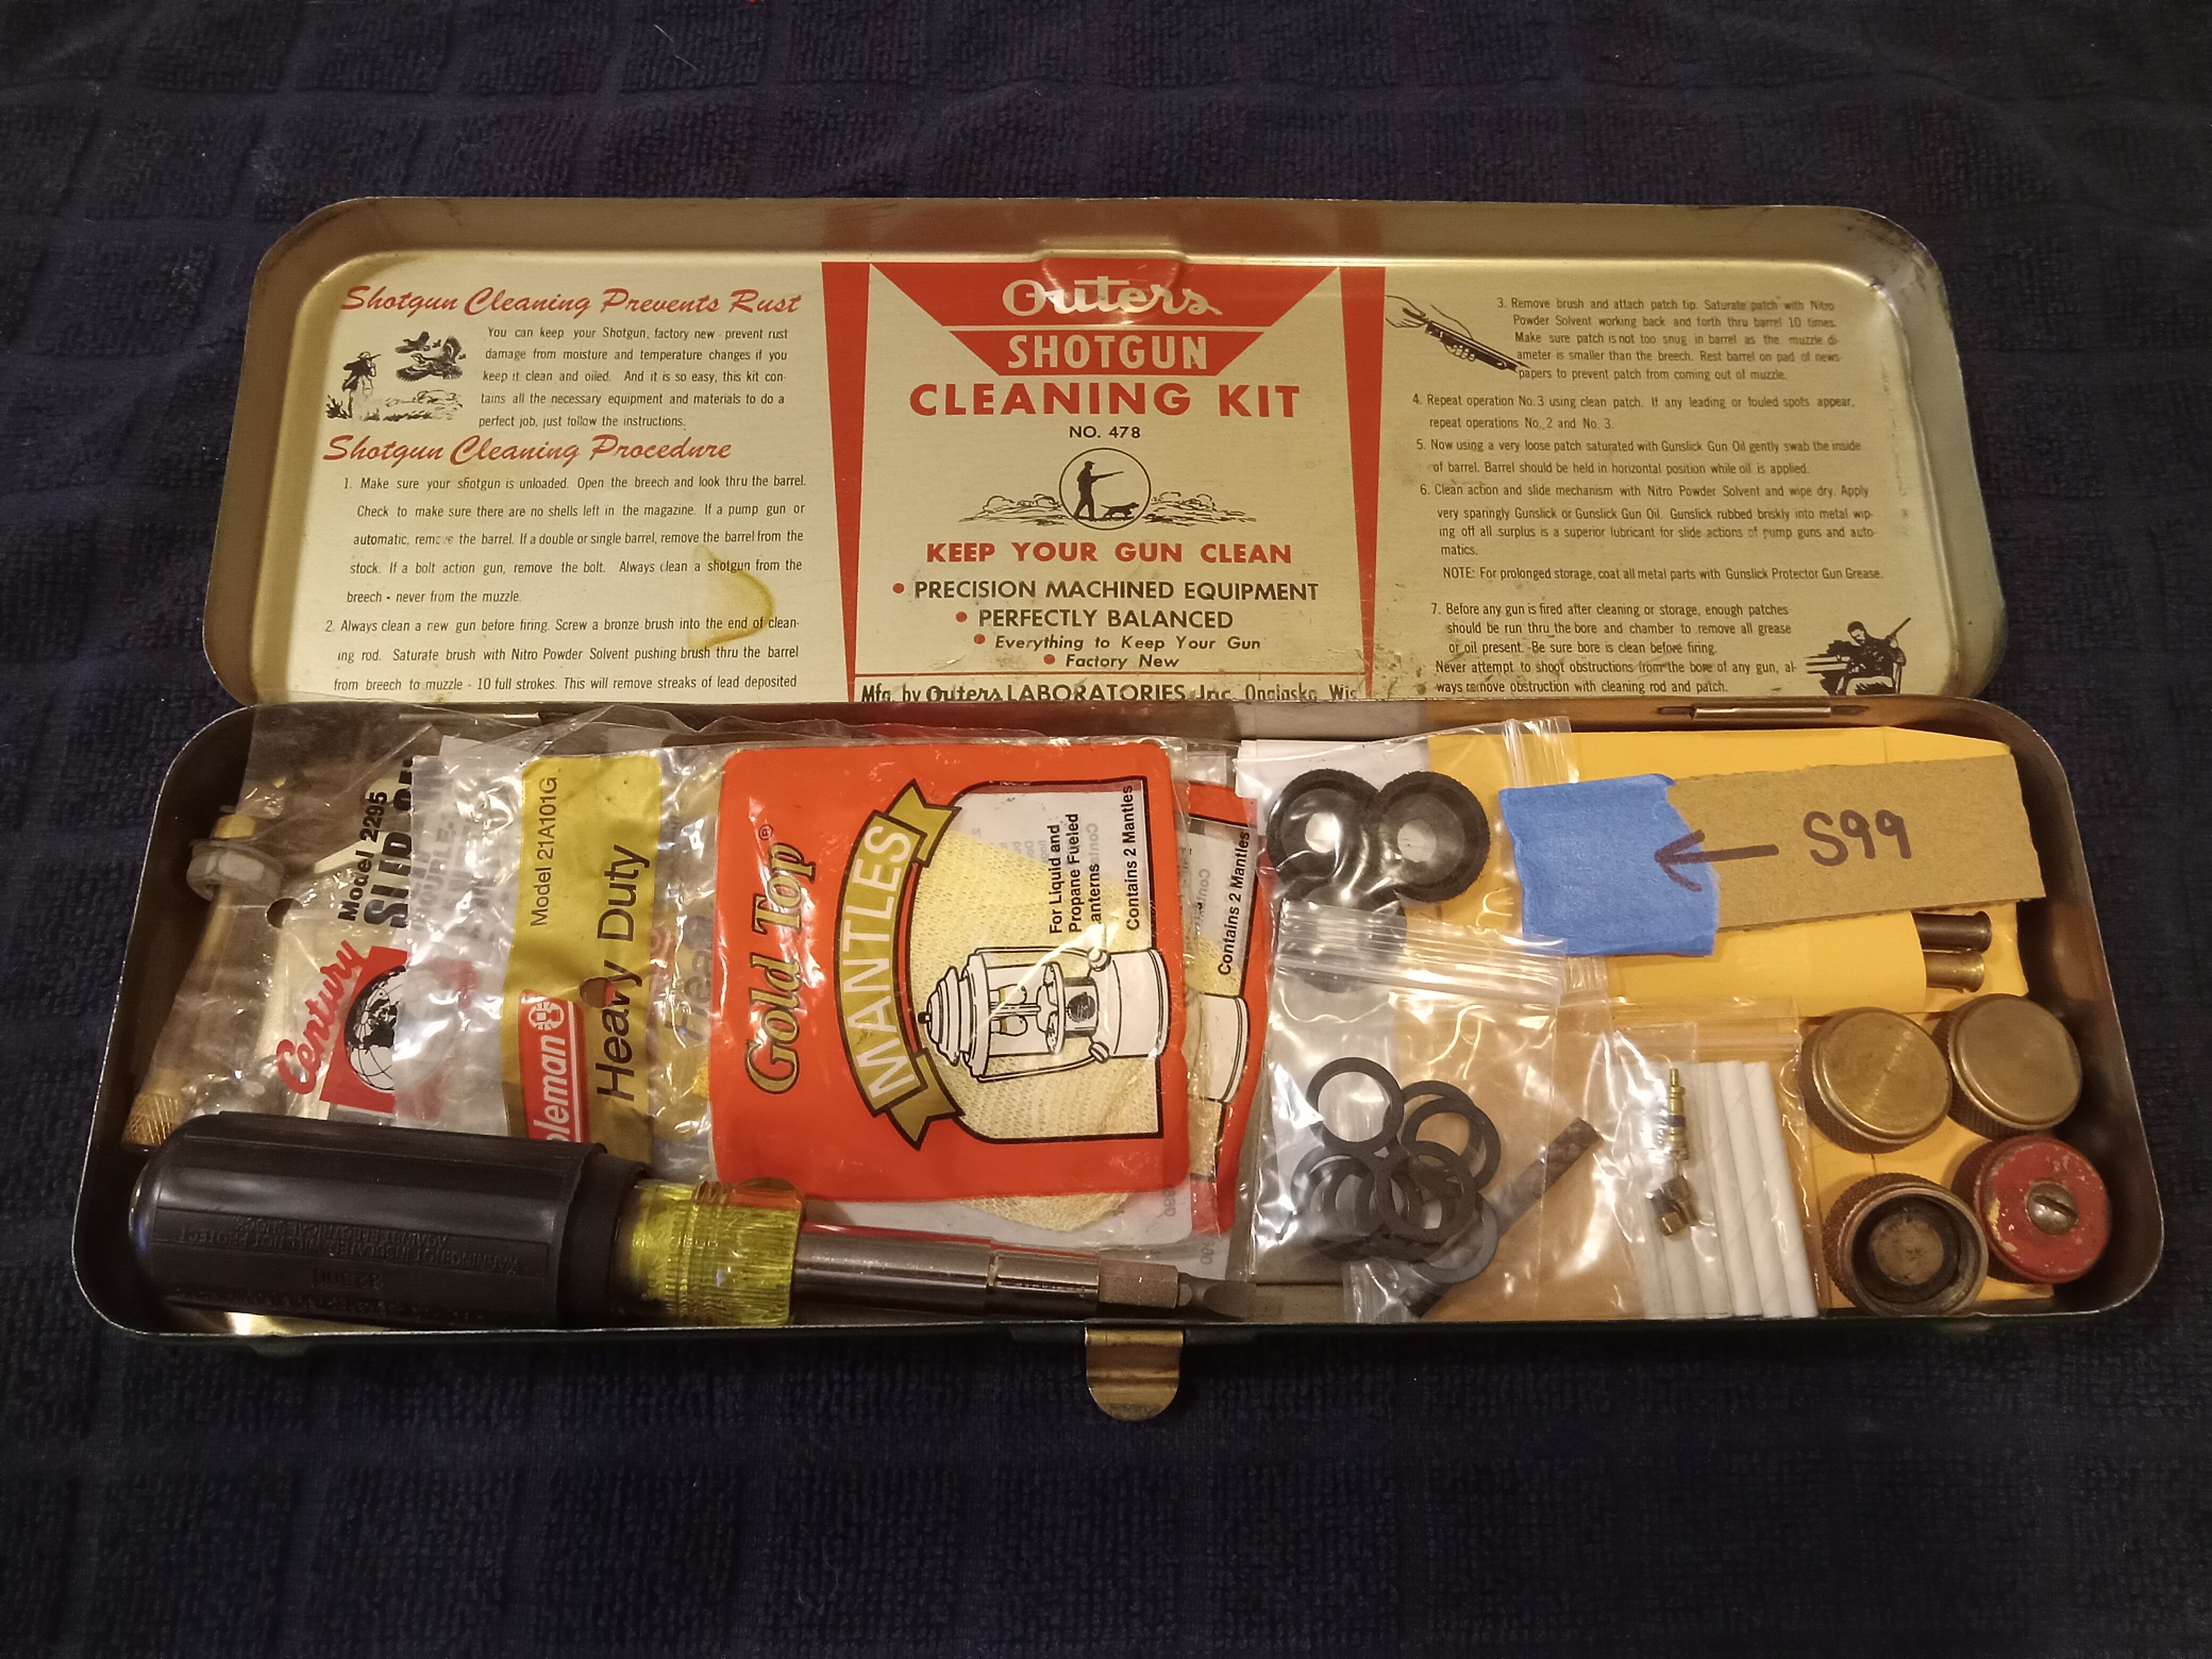 Shotgun Cleaning Prevents Rust
You can keep your Shotgun, factory new - prevent rust
damage from moisture and temperature changes if you
keep it clean and oiled. And it is so easy, this kit con-
tains all the necessary equipment and materials to do a
perfect job, just follow the instructions.
Shotgun Cleaning Procedure
1. Make sure your shotgun is unloaded. Open the breech and look thru the barrel.
Check to make sure there are no shells left in the magazine. If a pump gun or
automatic, remove the barrel. If a double or single barrel, remove the barrel from the
stock. If a bolt action gun, remove the bolt. Always clean a shotgun from the
breech - never from the muzzle.
2. Always clean a new gun before firing. Screw a bronze brush into the end of clean-
ing rod. Saturate brush with Nitro Powder Solvent pushing brush thru the barrel
from breech to muzzle - 10 full strokes. This will remove streaks of lead deposited
Outers
SHOTGUN
CLEANING KIT
NO. 478
KEEP YOUR GUN CLEAN
• PRECISION MACHINED EQUIPMENT
• PERFECTLY BALANCED
• Everything to Keep Your Gun
• Factory New
Mfg. by Outers LABORATORIES, Inc. Onalaska, Wis
3. Remove brush and attach patch tip. Saturate patch with Nitro
Powder Solvent working back and forth thru barrel 10 times.
Make sure patch is not too snug in barrel as the muzzle di-
ameter is smaller than the breech. Rest barrel on pad of news-
papers to prevent patch from coming out of muzzle.
4. Repeat operation No. 3 using clean patch. If any leading or fouled spots appear,
repeat operations No. 2 and No. 3.
5. Now using a very loose patch saturated with Gunslick Gun Oil gently swab the inside
of barrel. Barrel should be held in horizontal position while oil is applied.
6. Clean action and slide mechanism with Nitro Powder Solvent and wipe dry. Apply
very sparingly Gunslick or Gunslick Gun Oil. Gunslick rubbed briskly into metal wip-
ing off all surplus is a superior lubricant for slide actions of pump guns and auto-
matics.
NOTE: For prolonged storage, coat all metal parts with Gunslick Protector Gun Grease.
7. Before any gun is fired after cleaning or storage, enough patches
should be run thru the bore and chamber to remove all grease
or oil present. Be sure bore is clean before firing.
Never attempt to shoot obstructions from the bore of any gun, al-
ways remove obstruction with cleaning rod and patch.
Century
Model 2295
SLIP
Model 21A101G
oleman
Heavy Duty
Gold Top®
MANTLES
For Liquid and
Propane Fueled
anterns
Contains 2 Mantles
Contains 2 Mantles
← S99